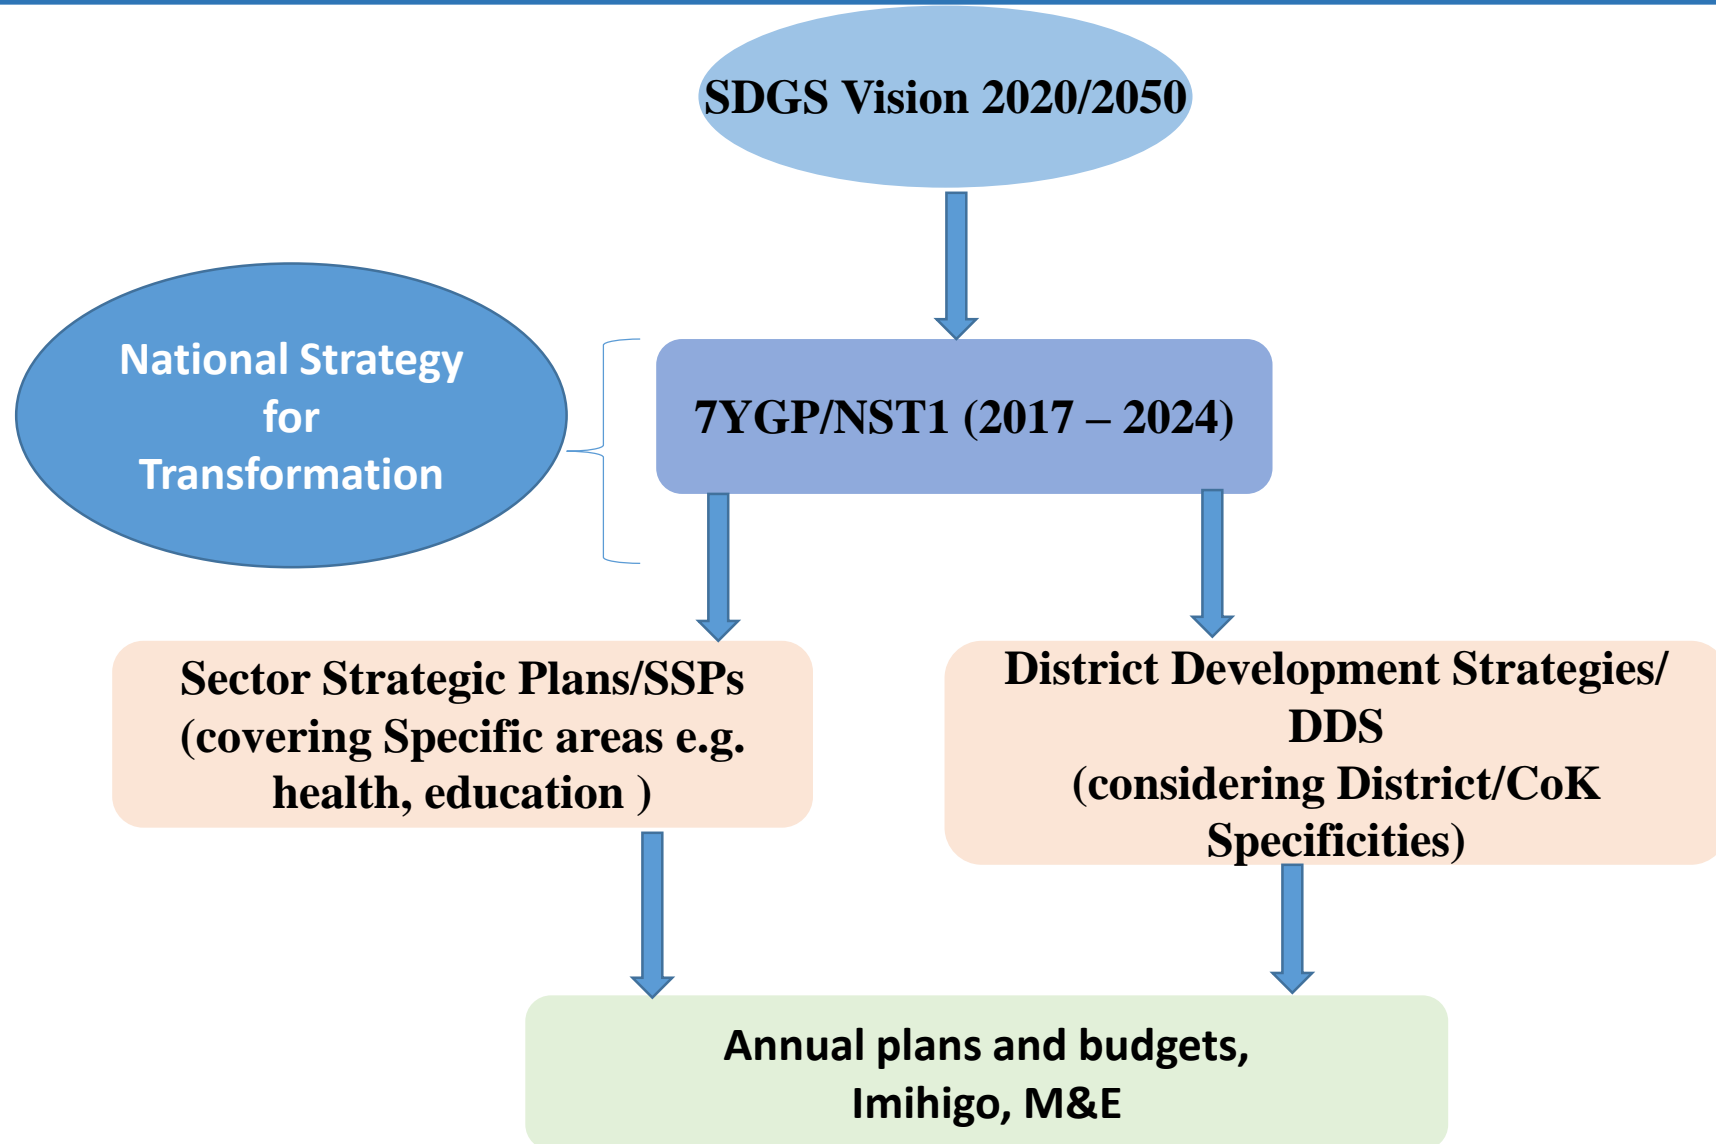 SDGS Vision 2020/2050
National Strategy
for
Transformation
7YGP/NST1 (2017 – 2024)
Sector Strategic Plans/SSPs
(covering Specific areas e.g.
health, education )
District Development Strategies/
DDS
(considering District/CoK
Specificities)
Annual plans and budgets,
Imihigo, M&E